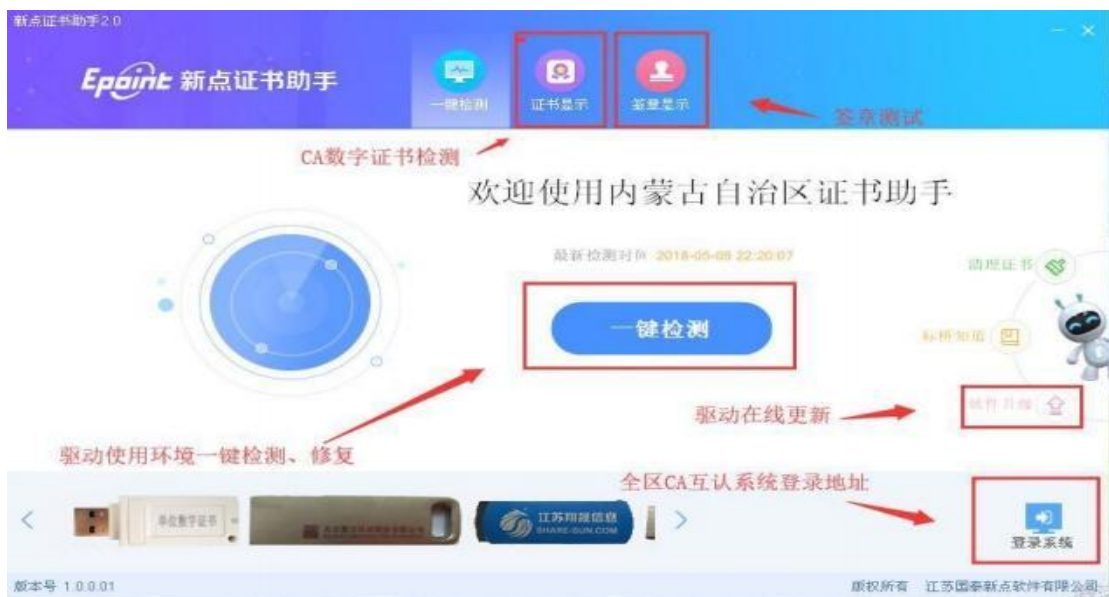 新点证书助手2.0
Epoint 新点证书助手
一键检测
证书显示
签章显示
签章测试
CA数字证书检测
欢迎使用内蒙古自治区证书助手
最新检测时间 2018-05-08 22:20:07
清理证书
标桥知道
一键检测
软件升级
驱动在线更新
驱动使用环境一键检测、修复
全区CA互认系统登录地址
单位数字证书
江苏翔晟信息
SHARE-SUN.COM
登录系统
版本号 1.0.0.01
版权所有 江苏国泰新点软件有限公司